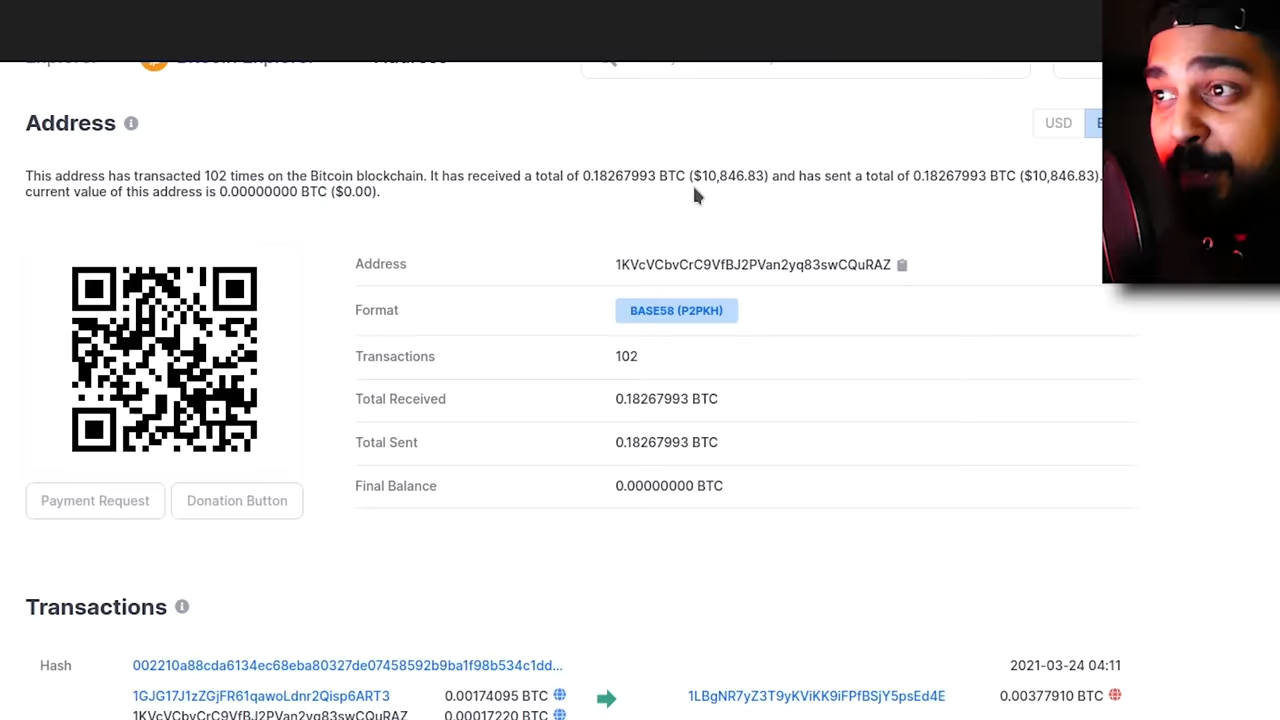 Address
USD
This address has transacted 102 times on the Bitcoin blockchain. It has received a total of 0.18267993 BTC ($10,846.83) and has sent a total of 0.18267993 BTC ($10,846.83).
current value of this address is 0.00000000 BTC ($0.00).
Address 1KVcVCbvCrC9VfBJ2PVan2yq83swCQuRAZ
Format BASE58 (P2PKH)
Transactions 102
Total Received 0.18267993 BTC
Total Sent 0.18267993 BTC
Final Balance 0.00000000 BTC
Payment Request Donation Button
Transactions
Hash 002210a88cda6134ec68eba80327de07458592b9ba1f98b534c1dd... 2021-03-24 04:11
1GJG17J1zZGjFR61qawoLdnr2Qisp6ART3 0.00174095 BTC 1LBgNR7yZ3T9yKViKK9iFPfBSjY5psEd4E 0.00377910 BTC
1KVcVCbvCrC9VfBJ2PVan2yq83swCQuRAZ 0.00017220 BTC